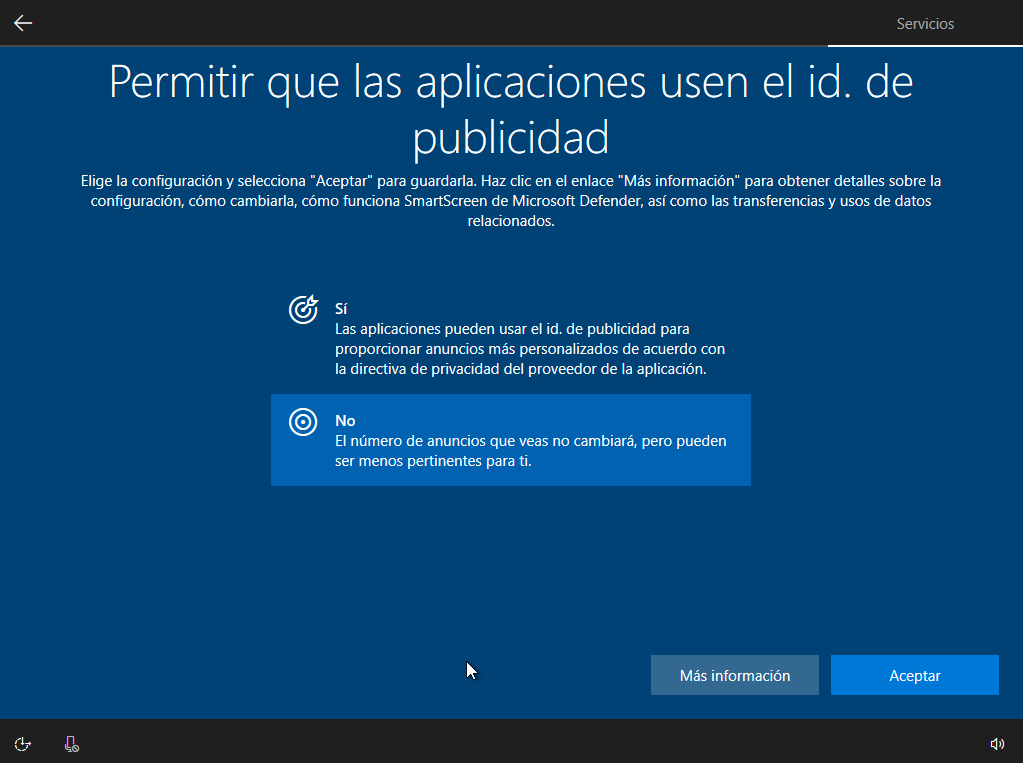 Servicios
Permitir que las aplicaciones usen el id. de
publicidad
Elige la configuración y selecciona "Aceptar" para guardarla. Haz clic en el enlace "Más información" para obtener detalles sobre la
configuración, cómo cambiarla, cómo funciona SmartScreen de Microsoft Defender, así como las transferencias y usos de datos
relacionados.
Sí
Las aplicaciones pueden usar el id. de publicidad para
proporcionar anuncios más personalizados de acuerdo con
la directiva de privacidad del proveedor de la aplicación.
No
El número de anuncios que veas no cambiará, pero pueden
ser menos pertinentes para ti.
Más información
Aceptar